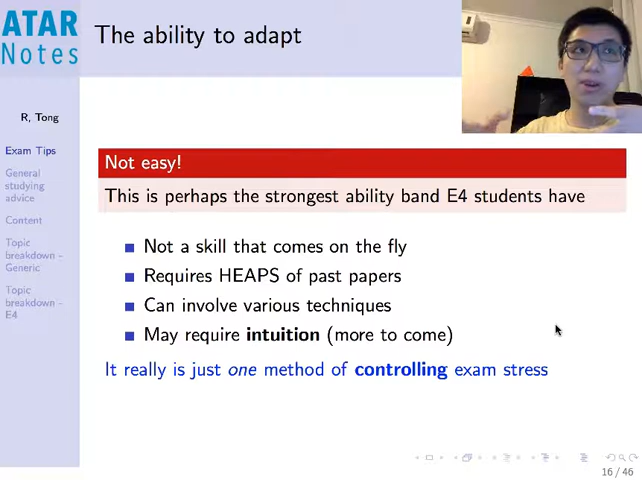 ATAR
Notes
The ability to adapt
R, Tong
Exam Tips
General
studying
advice
Content
Topic
breakdown -
Generic
Topic
breakdown -
E4
Not easy!
This is perhaps the strongest ability band E4 students have
Not a skill that comes on the fly
Requires HEAPS of past papers
Can involve various techniques
May require intuition (more to come)
It really is just one method of controlling exam stress
16 / 46